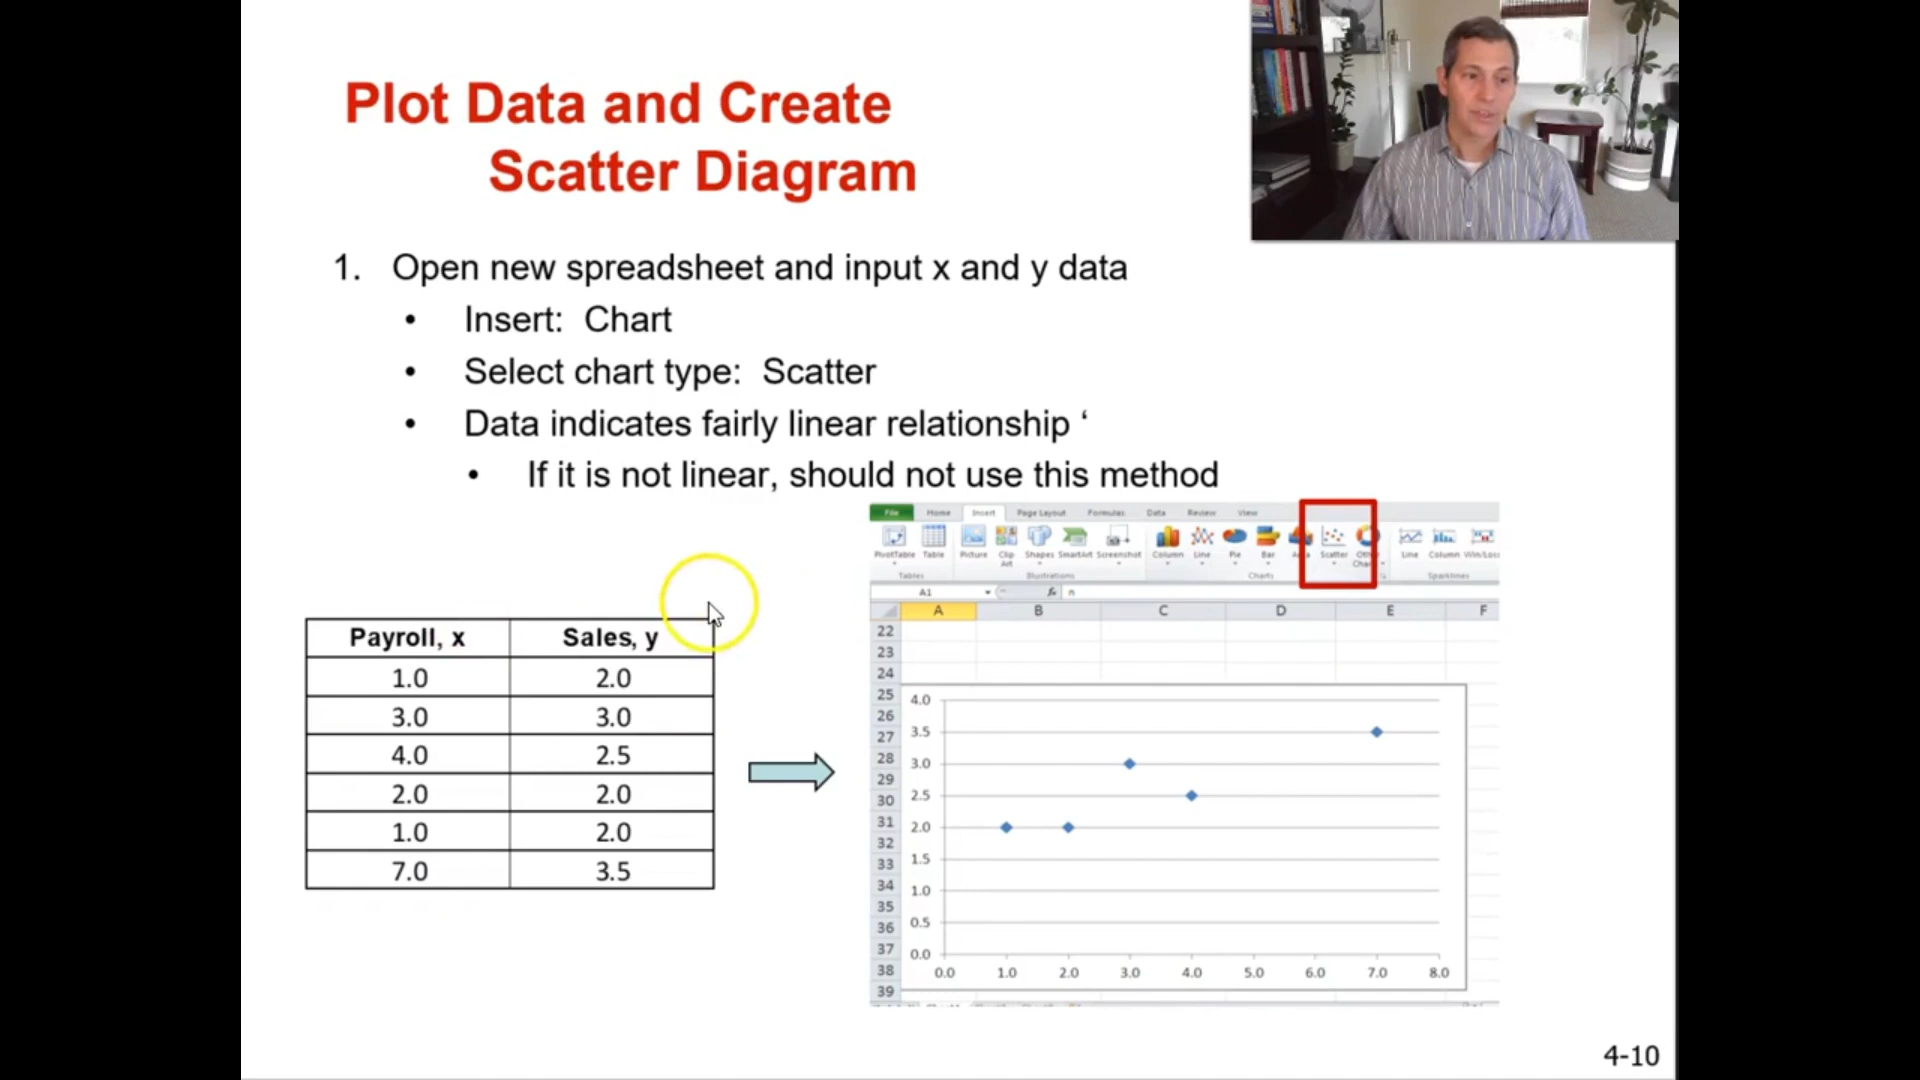 Plot Data and Create
Scatter Diagram
1. Open new spreadsheet and input x and y data
• Insert: Chart
• Select chart type: Scatter
• Data indicates fairly linear relationship ‘
• If it is not linear, should not use this method
Payroll, x Sales, y
1.0 2.0
3.0 3.0
4.0 2.5
2.0 2.0
1.0 2.0
7.0 3.5
File Home Insert Page Layout Formulas Data Review View
PivotTable Table Picture Clip Art Shapes SmartArt Screenshot Column Line Pie Bar Scatter Line Column Win/Loss
Tables Illustrations Charts Sparklines
A1 fx n
A B C D E F
22
23
24
25
26
27
28
29
30
31
32
33
34
35
36
37
38
39
4.0
3.5
3.0
2.5
2.0
1.5
1.0
0.5
0.0
0.0 1.0 2.0 3.0 4.0 5.0 6.0 7.0 8.0
4-10